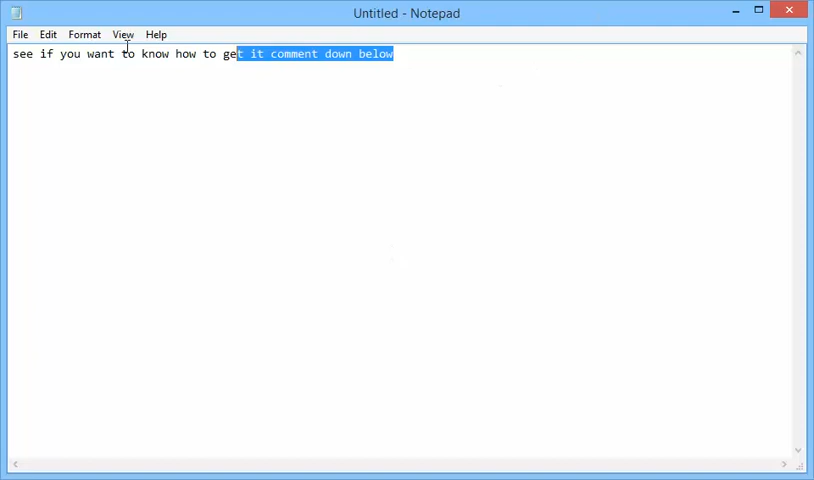 Untitled - Notepad
File Edit Format View Help
see if you want to know how to get it comment down below